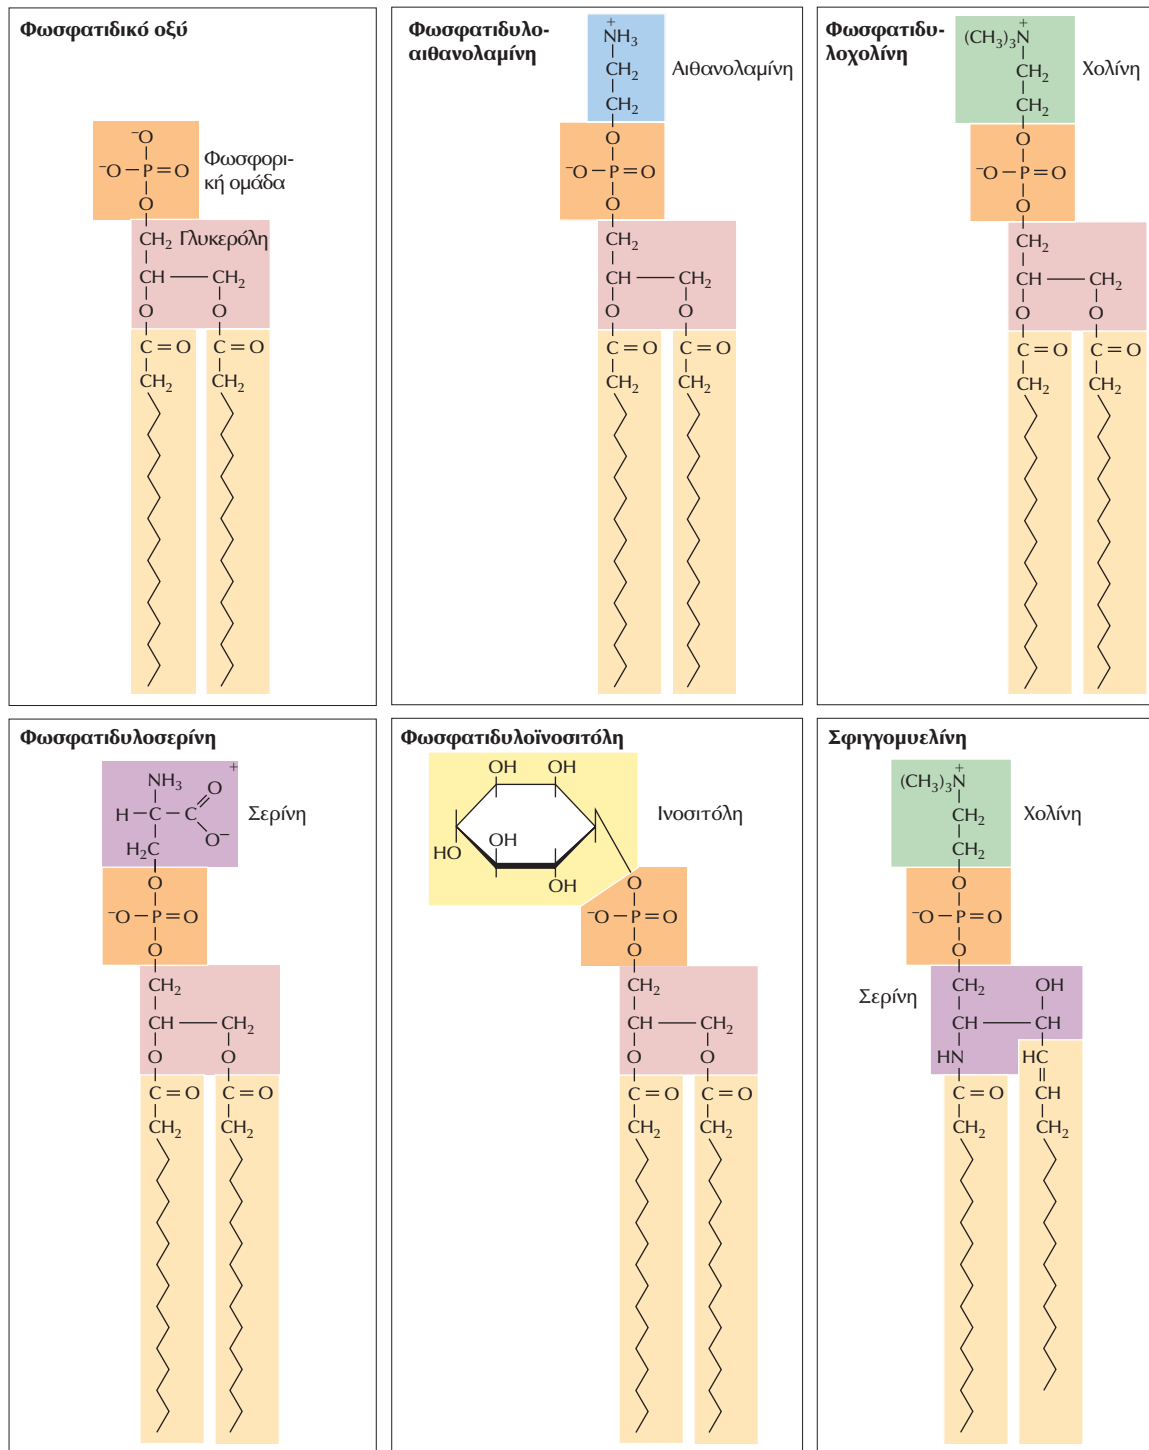 Φωσφατιδικό οξύ
⁻O
⁻O – P = O
O
Φωσφορι-
κή ομάδα
CH₂ Γλυκερόλη
CH CH₂
O O
C = O C = O
CH₂ CH₂
Φωσφατιδυλο-
αιθανολαμίνη
+
NH₃
CH₂
CH₂
Αιθανολαμίνη
O
⁻O – P = O
O
CH₂
CH CH₂
O O
C = O C = O
CH₂ CH₂
Φωσφατιδυ-
λοχολίνη
+
(CH₃)₃N
CH₂
CH₂
Χολίνη
O
⁻O – P = O
O
CH₂
CH CH₂
O O
C = O C = O
CH₂ CH₂
Φωσφατιδυλοσερίνη
+
NH₃ O
H – C – C
H₂C O⁻
Σερίνη
O
⁻O – P = O
O
CH₂
CH CH₂
O O
C = O C = O
CH₂ CH₂
Φωσφατιδυλοϊνοσιτόλη
OH OH
HO OH
OH
Ινοσιτόλη
O
⁻O – P = O
O
CH₂
CH CH₂
O O
C = O C = O
CH₂ CH₂
Σφιγγομυελίνη
+
(CH₃)₃N
CH₂
CH₂
Χολίνη
O
⁻O – P = O
O
Σερίνη
CH₂ OH
CH CH
HN HC
C = O CH
CH₂ CH₂